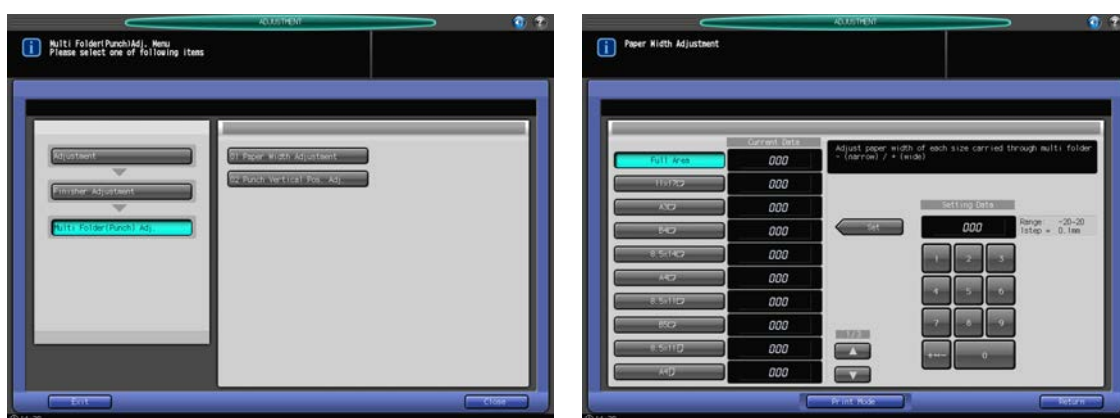 ADJUSTMENT
Multi Folder(Punch)Adj. Menu
Please select one of following items
Adjustment
Finisher Adjustment
Multi Folder(Punch) Adj.
01 Paper Width Adjustment
02 Punch Vertical Pos. Adj.
Exit
Close
ADJUSTMENT
Paper Width Adjustment
Current Data
Full Area 000
11x17 000
A3 000
B4 000
8.5x14 000
A4 000
8.5x11 000
B5 000
8.5x11 000
A4 000
Adjust paper width of each size carried through multi folder
- (narrow) / + (wide)
Setting Data
Set
000
Range: -20-20
1step = 0.1mm
1 2 3
4 5 6
7 8 9
0
1/3
Print Mode
Return